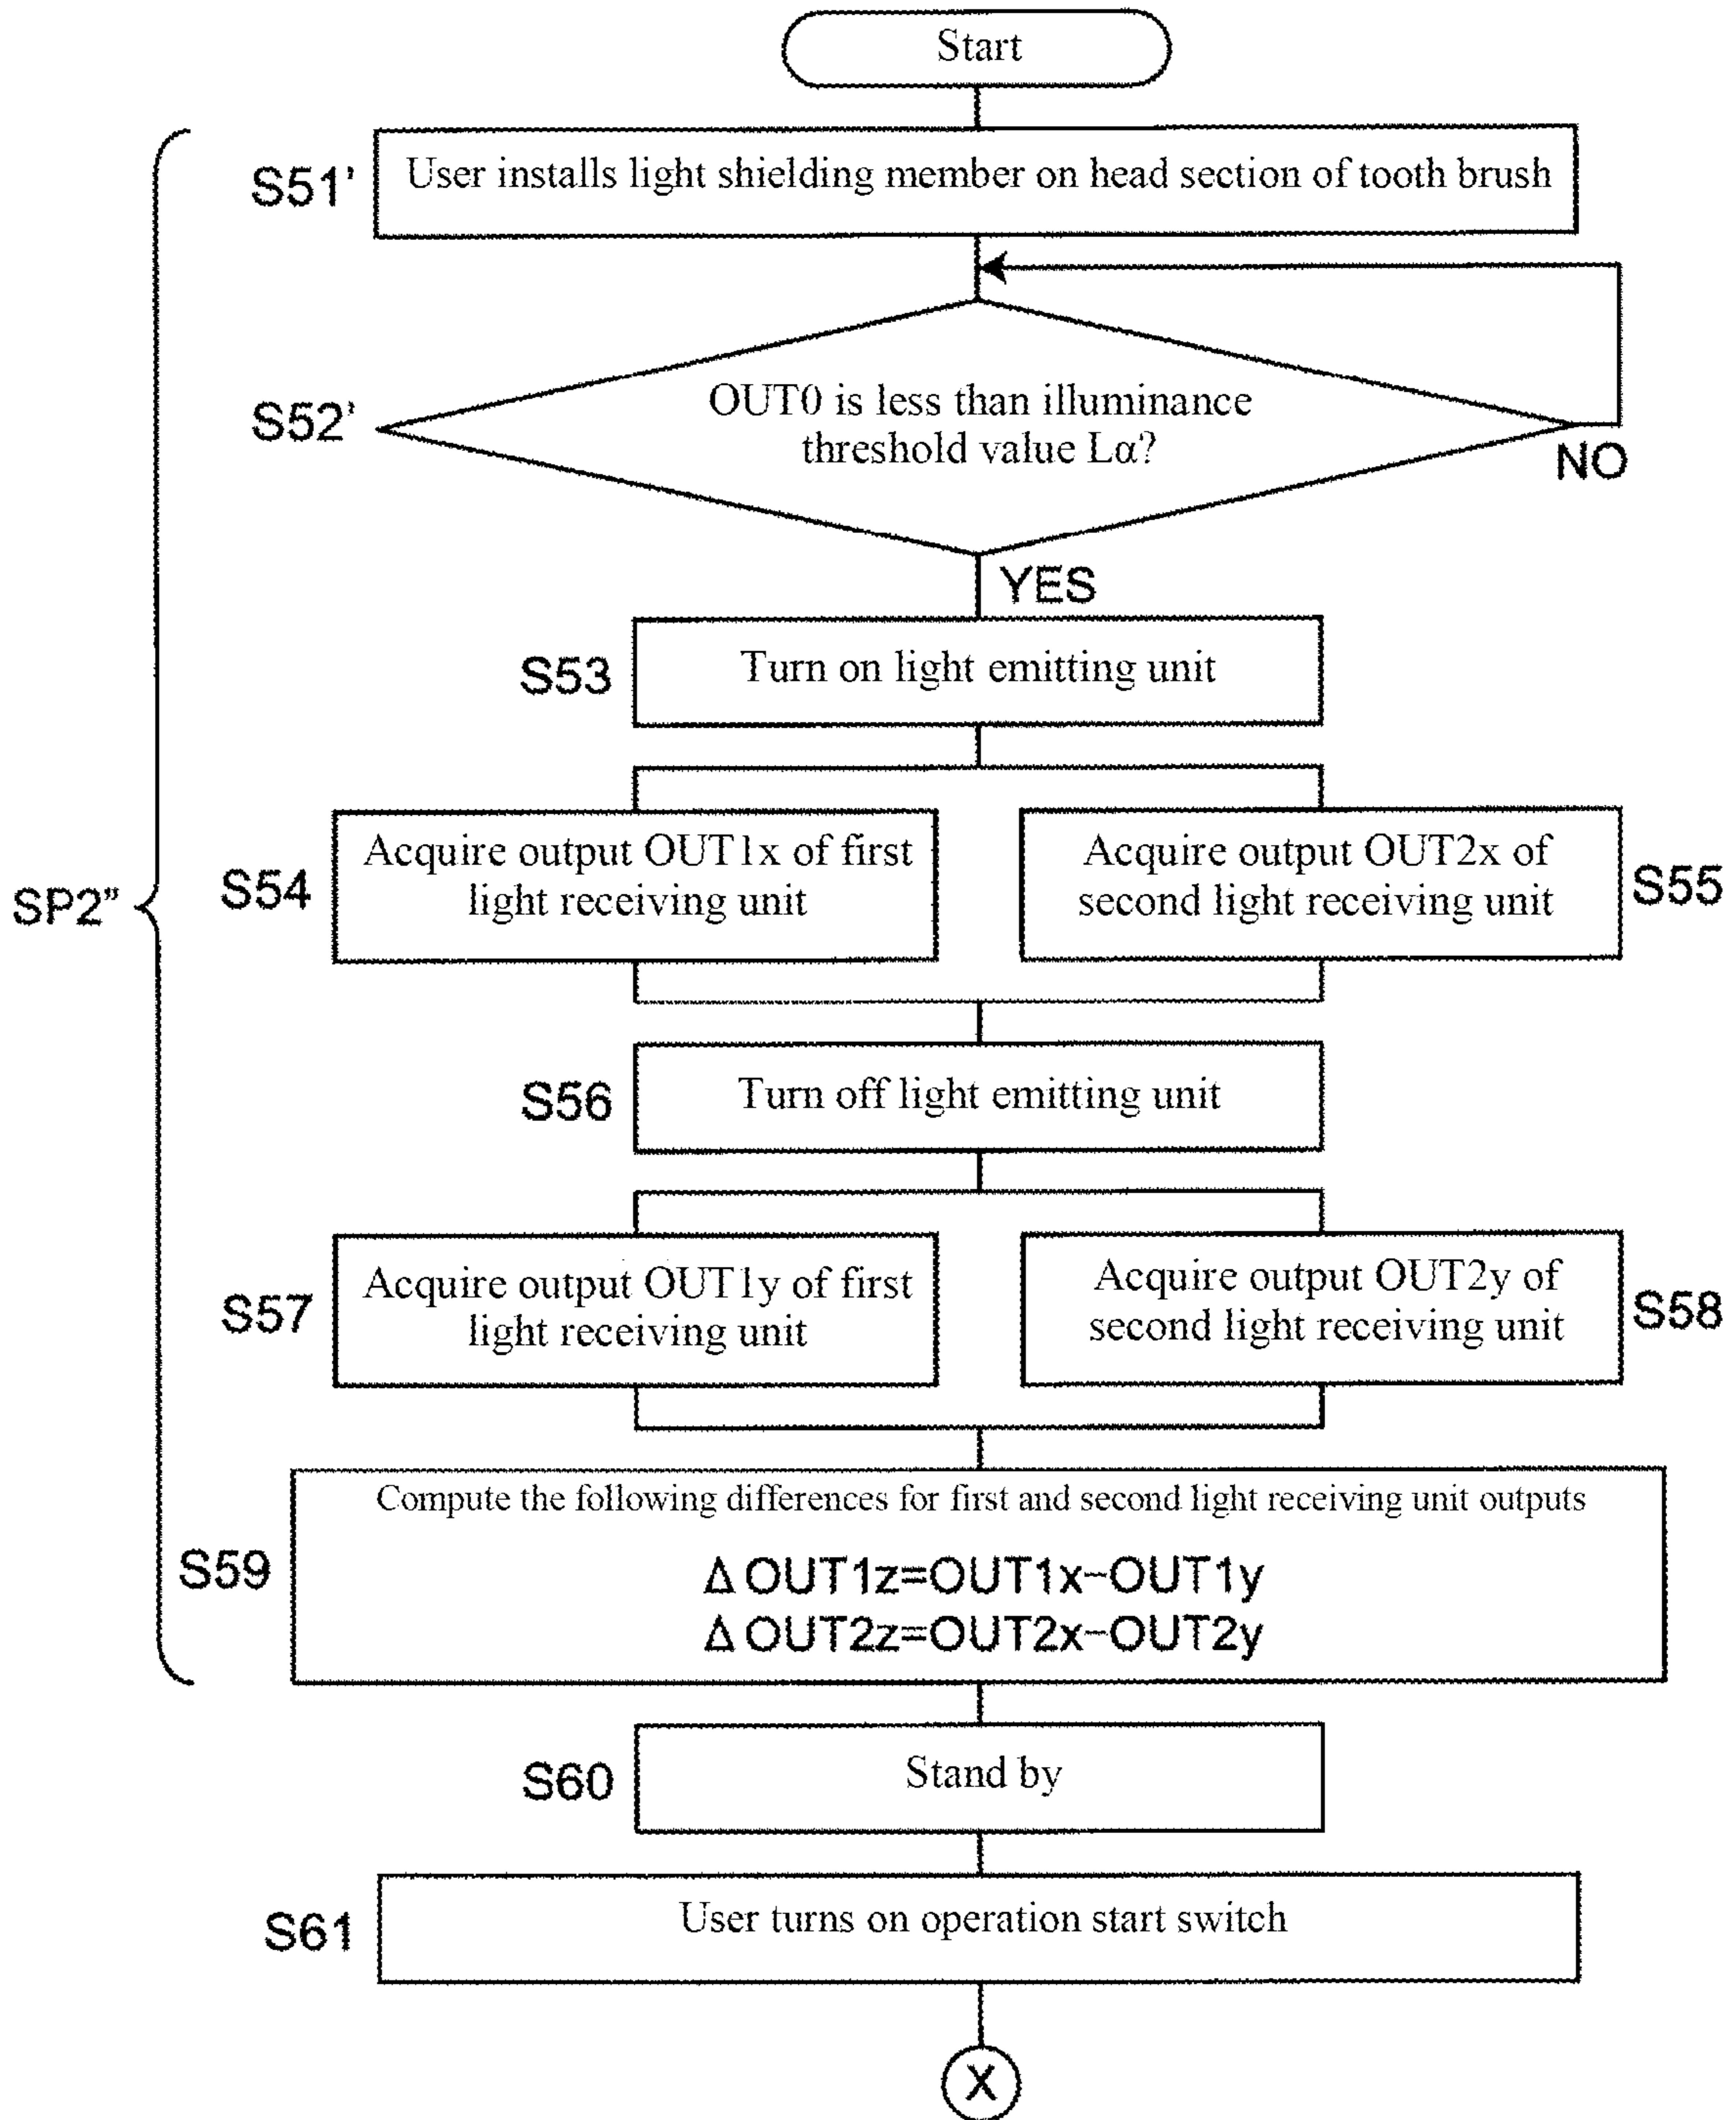 Start
S51’
User installs light shielding member on head section of tooth brush
S52’
OUT0 is less than illuminance
threshold value Lα?
NO
YES
S53
Turn on light emitting unit
SP2”
S54
Acquire output OUT1x of first
light receiving unit
Acquire output OUT2x of
second light receiving unit
S55
S56
Turn off light emitting unit
S57
Acquire output OUT1y of first
light receiving unit
Acquire output OUT2y of
second light receiving unit
S58
S59
Compute the following differences for first and second light receiving unit outputs
Δ OUT1z=OUT1x-OUT1y
Δ OUT2z=OUT2x-OUT2y
S60
Stand by
S61
User turns on operation start switch
X